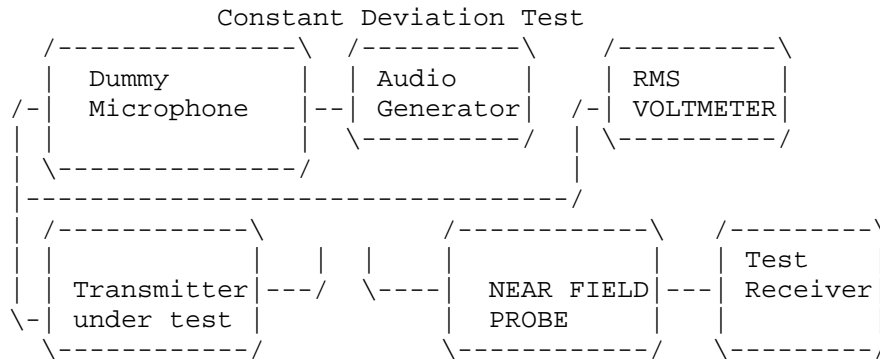 Constant Deviation Test
Dummy Audio RMS
Microphone Generator VOLTMETER
Test
Transmitter NEAR FIELD Receiver
under test PROBE